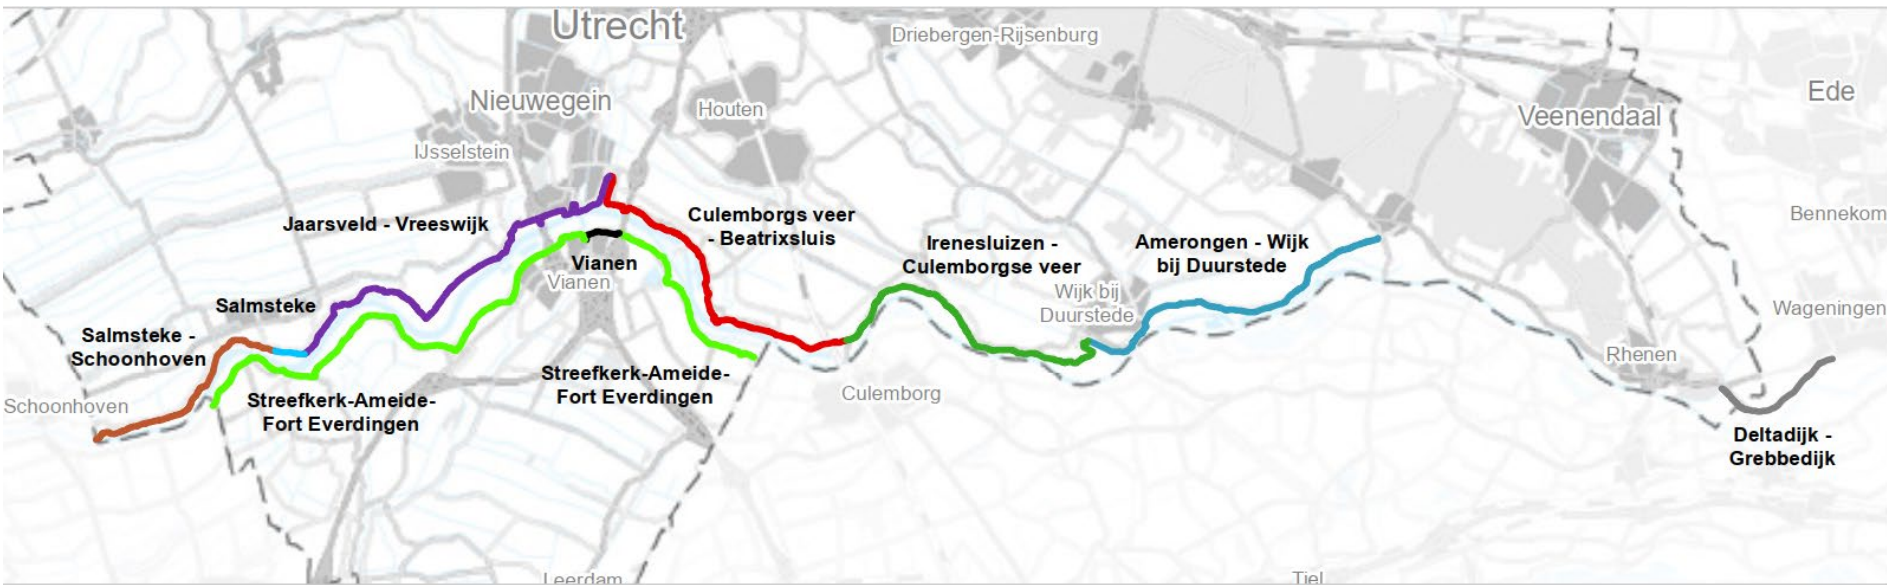 Utrecht
Driebergen-Rijsenburg
Nieuwegein
Houten
Ede
Veenendaal
IJsselstein
Jaarsveld - Vreeswijk
Culemborgs veer
- Beatrixsluis
Bennekom
Irenesluizen -
Culemborgse veer
Amerongen - Wijk
bij Duurstede
Vianen
Vianen
Wijk bij
Duurstede
Salmsteke
Wageningen
Salmsteke -
Schoonhoven
Rhenen
Schoonhoven
Streefkerk-Ameide-
Fort Everdingen
Streefkerk-Ameide-
Fort Everdingen
Culemborg
Deltadijk -
Grebbedijk
Leerdam
Tiel